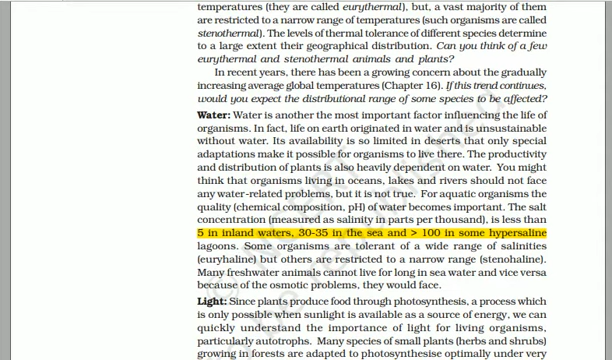 temperatures (they are called eurythermal), but, a vast majority of them
are restricted to a narrow range of temperatures (such organisms are called
stenothermal). The levels of thermal tolerance of different species determine
to a large extent their geographical distribution. Can you think of a few
eurythermal and stenothermal animals and plants?
In recent years, there has been a growing concern about the gradually
increasing average global temperatures (Chapter 16). If this trend continues,
would you expect the distributional range of some species to be affected?
Water: Water is another the most important factor influencing the life of
organisms. In fact, life on earth originated in water and is unsustainable
without water. Its availability is so limited in deserts that only special
adaptations make it possible for organisms to live there. The productivity
and distribution of plants is also heavily dependent on water. You might
think that organisms living in oceans, lakes and rivers should not face
any water-related problems, but it is not true. For aquatic organisms the
quality (chemical composition, pH) of water becomes important. The salt
concentration (measured as salinity in parts per thousand), is less than
5 in inland waters, 30-35 in the sea and > 100 in some hypersaline
lagoons. Some organisms are tolerant of a wide range of salinities
(euryhaline) but others are restricted to a narrow range (stenohaline).
Many freshwater animals cannot live for long in sea water and vice versa
because of the osmotic problems, they would face.
Light: Since plants produce food through photosynthesis, a process which
is only possible when sunlight is available as a source of energy, we can
quickly understand the importance of light for living organisms,
particularly autotrophs. Many species of small plants (herbs and shrubs)
growing in forests are adapted to photosynthesise optimally under very